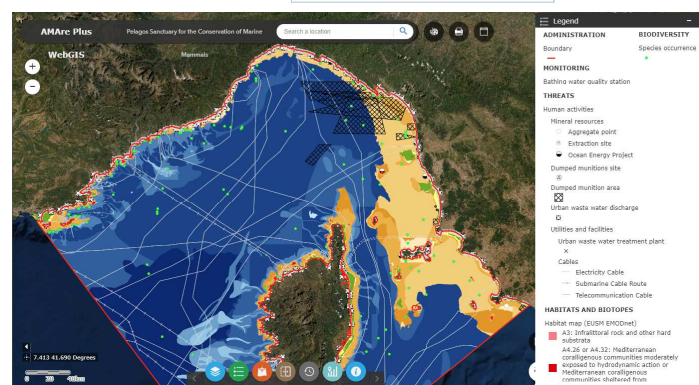 AMAre Plus
Pelagos Sanctuary for the Conservation of Marine
Mammals
Search a location
WebGIS
+
−
7.413 41.690 Degrees
0 20 40km
Legend
ADMINISTRATION
Boundary
BIODIVERSITY
Species occurrence
MONITORING
Bathing water quality station
THREATS
Human activities
Mineral resources
Aggregate point
Extraction site
Ocean Energy Project
Dumped munitions site
Dumped munition area
Urban waste water discharge
Utilities and facilities
Urban waste water treatment plant
Cables
Electricity Cable
Submarine Cable Route
Telecommunication Cable
HABITATS AND BIOTOPES
Habitat map (EUSM EMODnet)
A3: Infralittoral rock and other hard
substrata
A4.26 or A4.32: Mediterranean
coralligenous communities moderately
exposed to hydrodynamic action or
Mediterranean coralligenous
communities sheltered from